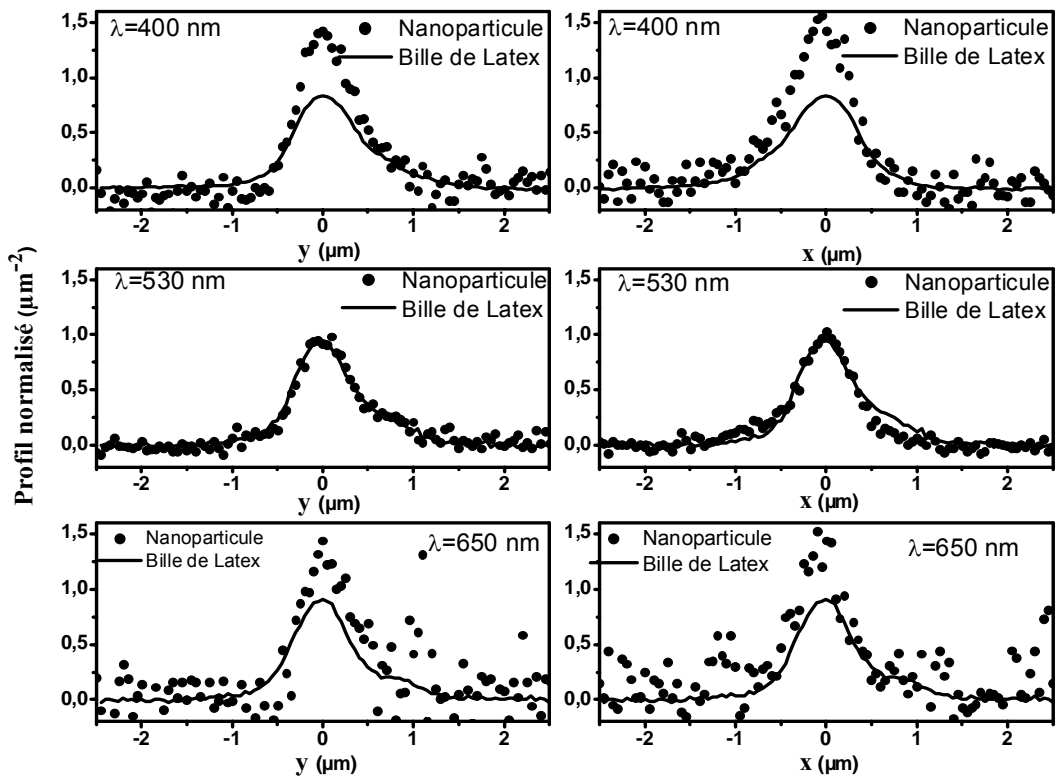 Profil normalisé (µm⁻²)
λ=400 nm
Nanoparticule
Bille de Latex
1,5
1,0
0,5
0,0
-2 -1 0 1 2
y (µm)
λ=400 nm
Nanoparticule
Bille de Latex
1,5
1,0
0,5
0,0
-2 -1 0 1 2
x (µm)
λ=530 nm
Nanoparticule
Bille de Latex
1,5
1,0
0,5
0,0
-2 -1 0 1 2
y (µm)
λ=530 nm
Nanoparticule
Bille de Latex
1,5
1,0
0,5
0,0
-2 -1 0 1 2
x (µm)
Nanoparticule
Bille de Latex
λ=650 nm
1,5
1,0
0,5
0,0
-2 -1 0 1 2
y (µm)
Nanoparticule
Bille de Latex
λ=650 nm
1,5
1,0
0,5
0,0
-2 -1 0 1 2
x (µm)